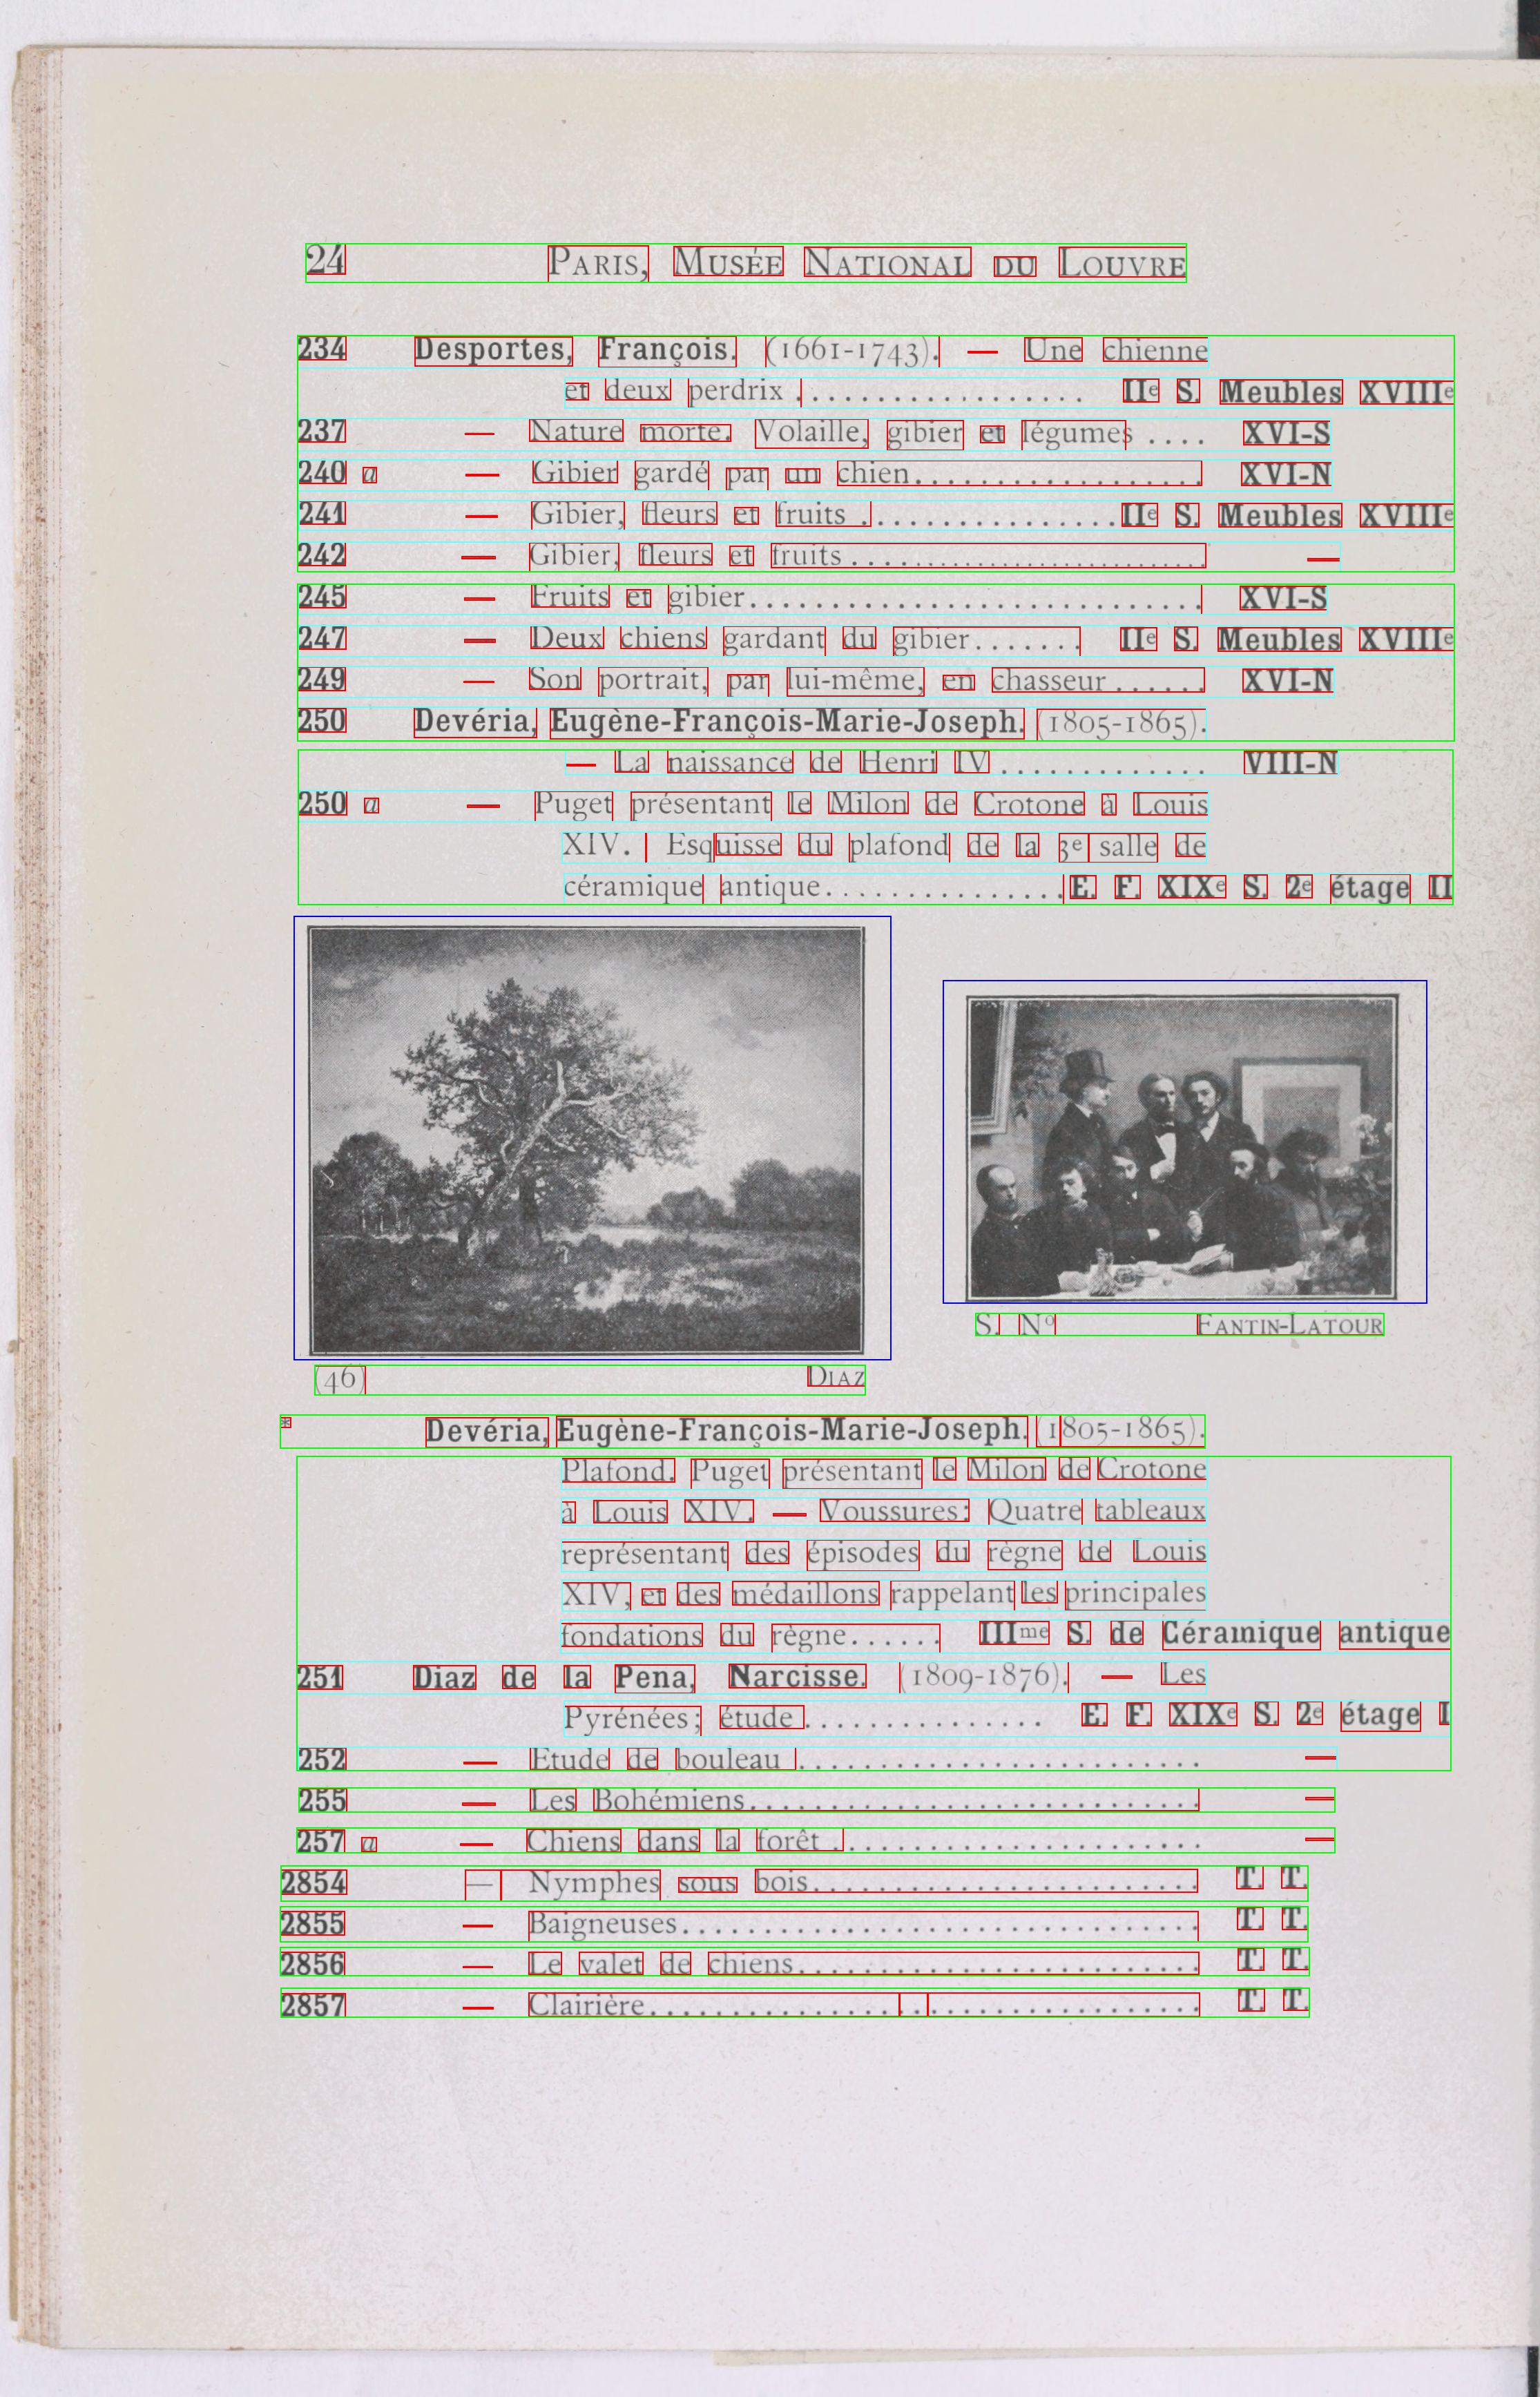 24 PARIS, MUSÉE NATIONAL DU LOUVRE
234 Desportes, François. (1661-1743). — Une chienne
et deux perdrix . . . . . . . . . . . . . . . . . . IIe S. Meubles XVIIIe
237 — Nature morte. Volaille, gibier et légumes .... XVI-S
240 a — Gibier gardé par un chien.................. XVI-N
241 — Gibier, fleurs et fruits ................IIe S. Meubles XVIIIe
242 — Gibier, fleurs et fruits ...................... —
245 — Fruits et gibier............................ XVI-S
247 — Deux chiens gardant du gibier....... IIe S. Meubles XVIIIe
249 — Son portrait, par lui-même, en chasseur ...... XVI-N
250 Devéria, Eugène-François-Marie-Joseph. (1805-1865).
— La naissance de Henri IV ............. VIII-N
250 a — Puget présentant le Milon de Crotone à Louis
XIV. | Esquisse du plafond de la 3e salle de
céramique antique...............E. F. XIXe S. 2e étage II
S. No FANTIN-LATOUR
(46) DIAZ
* Devéria, Eugène-François-Marie-Joseph. (1805-1865).
Plafond. Puget présentant le Milon de Crotone
à Louis XIV. — Voussures: Quatre tableaux
représentant des épisodes du règne de Louis
XIV, et des médaillons rappelant les principales
fondations du règne...... IIIme S. de Céramique antique
251 Diaz de la Pena, Narcisse. (1809-1876). — Les
Pyrénées; étude ............... E. F. XIXe S. 2e étage I
252 — Etude de bouleau ......................... —
255 — Les Bohémiens............................ —
257 a — Chiens dans la forêt ....................... —
2854 — Nymphes sous bois........................ T. T.
2855 — Baigneuses................................ T. T.
2856 — Le valet de chiens......................... T. T.
2857 — Clairière.................................. T. T.